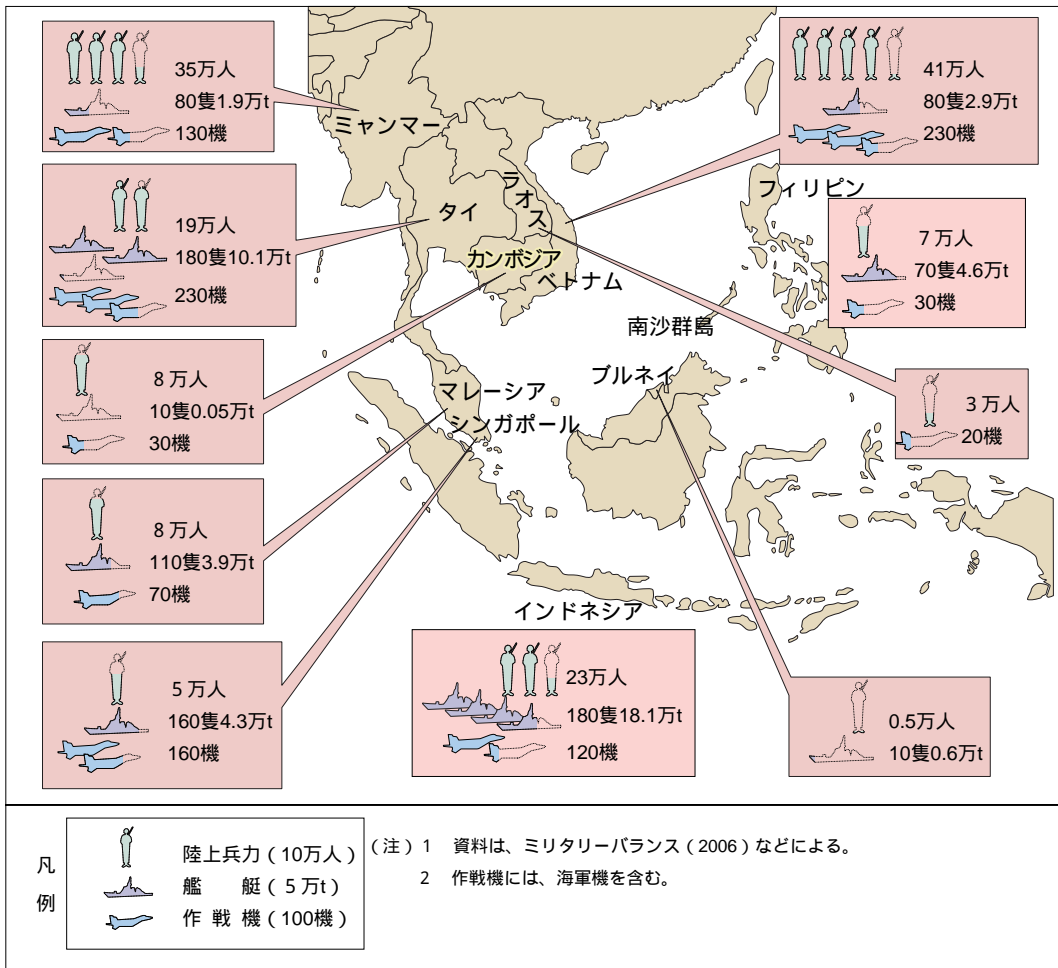 35万人
80隻1.9万t
130機
ミャンマー
41万人
80隻2.9万t
230機
フィリピン
ラオス
タイ
19万人
180隻10.1万t
230機
カンボジア
ベトナム
7万人
70隻4.6万t
30機
南沙群島
8万人
10隻0.05万t
30機
マレーシア
シンガポール
ブルネイ
3万人
20機
8万人
110隻3.9万t
70機
インドネシア
5万人
160隻4.3万t
160機
23万人
180隻18.1万t
120機
0.5万人
10隻0.6万t
凡例
陸上兵力(10万人)
艦 艇(5万t)
作戦機(100機)
(注)1 資料は、ミリタリーバランス(2006)などによる。
2 作戦機には、海軍機を含む。